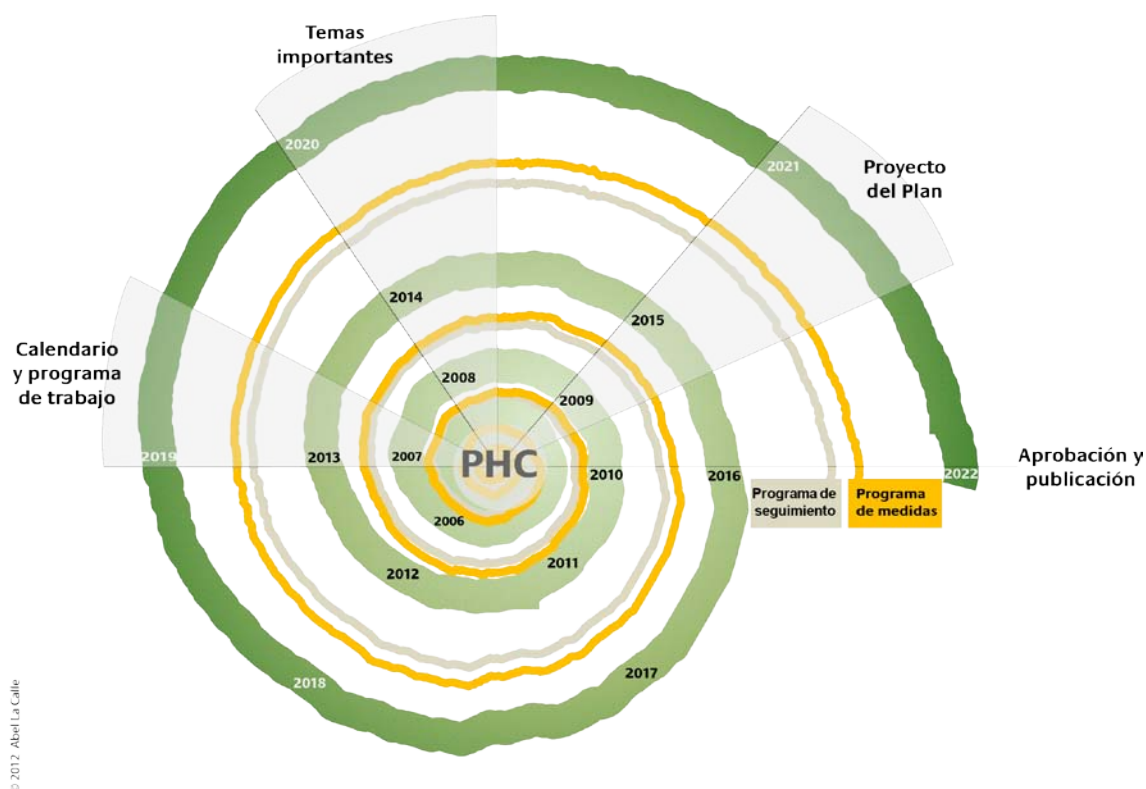 Temas
importantes
2020
2021
Proyecto
del Plan
2014
2015
Calendario
y programa
de trabajo
2008
2009
2019
2013
2007
PHC
2010
2016
2022
Aprobación y
publicación
Programa de
seguimiento
Programa
de medidas
2006
2011
2012
2017
2018
© 2012 Abel La Calle